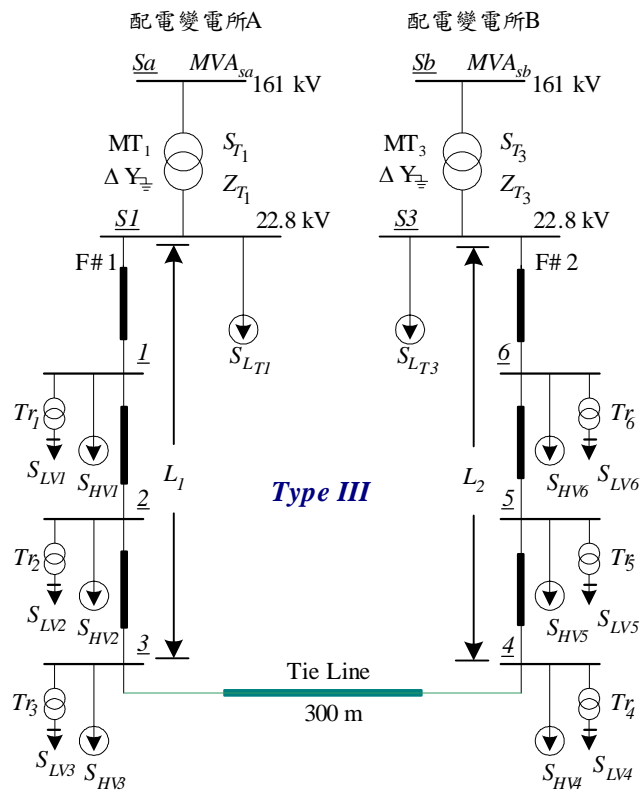 配電變電所A
配電變電所B
Sa MVAsa 161 kV
Sb MVAsb 161 kV
MT1
Δ Y
ST1
ZT1
MT3
Δ Y
ST3
ZT3
S1 22.8 kV
S3 22.8 kV
F# 1
F# 2
SLT1
SLT3
1
6
Tr1
SLV1
SHV1
Tr6
SHV6
SLV6
L1
Type III
L2
2
5
Tr2
SLV2
SHV2
Tr5
SHV5
SLV5
3
4
Tie Line
300 m
Tr3
SLV3
SHV3
Tr4
SHV4
SLV4